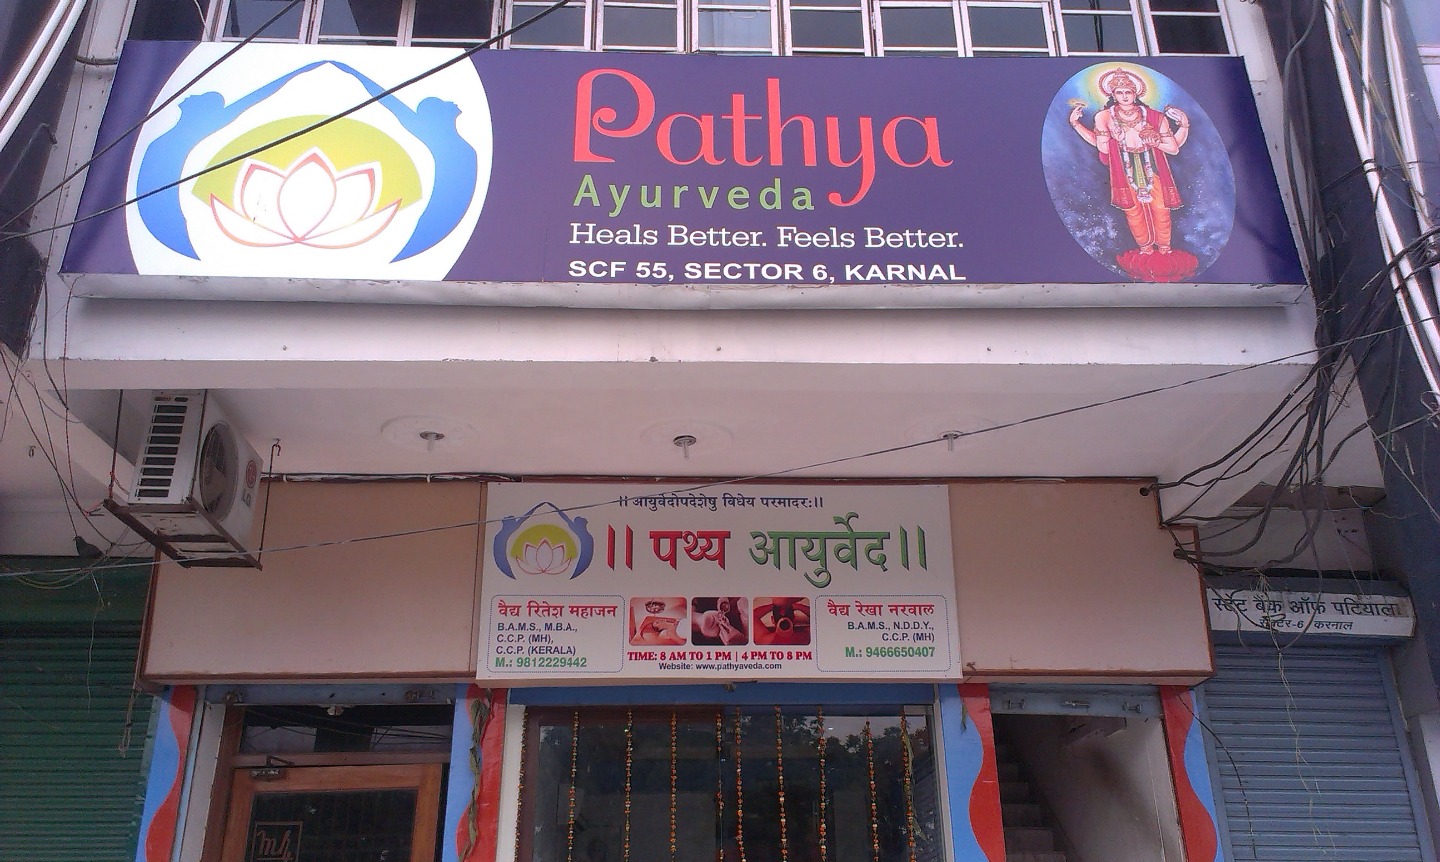 Pathya
Ayurveda
Heals Better. Feels Better.
SCF 55, SECTOR 6, KARNAL
LG
।। आयुर्वेदोपदेशेषु विधेय परमादरः।।
।। पथ्य आयुर्वेद ।।
वैद्य रितेश महाजन
B.A.M.S., M.B.A.,
C.C.P. (MH),
C.C.P. (KERALA)
M.: 9812229442
TIME: 8 AM TO 1 PM | 4 PM TO 8 PM
Website: www.pathyaveda.com
वैद्य रेखा नरवाल
B.A.M.S., N.D.D.Y.,
C.C.P. (MH)
M.: 9466650407
स्टेट बैंक ऑफ पटियाला
सैक्टर-6, करनाल